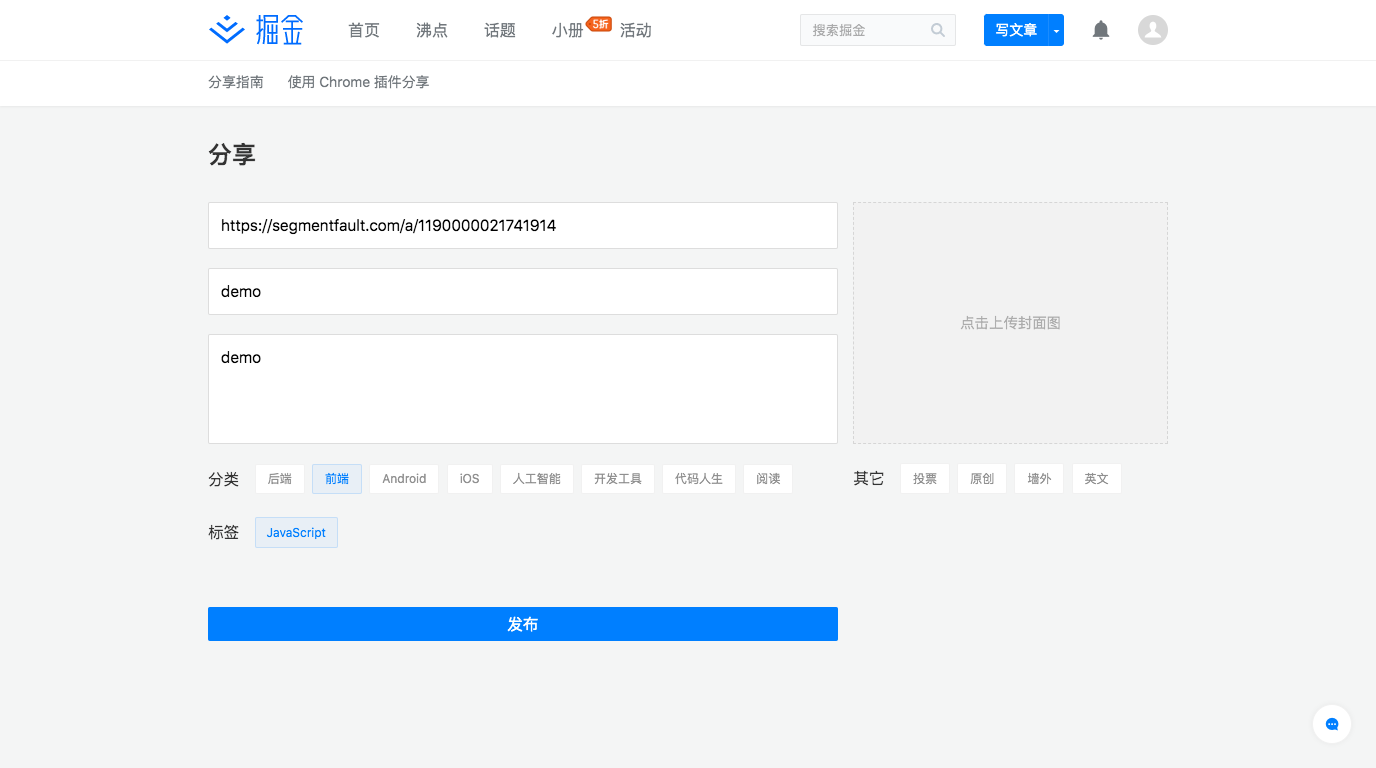 掘金 首页 沸点 话题 小册 5折 活动 搜索掘金 写文章
分享指南 使用 Chrome 插件分享
分享
https://segmentfault.com/a/1190000021741914
demo
demo
点击上传封面图
分类 后端 前端 Android iOS 人工智能 开发工具 代码人生 阅读 其它 投票 原创 墙外 英文
标签 JavaScript
发布